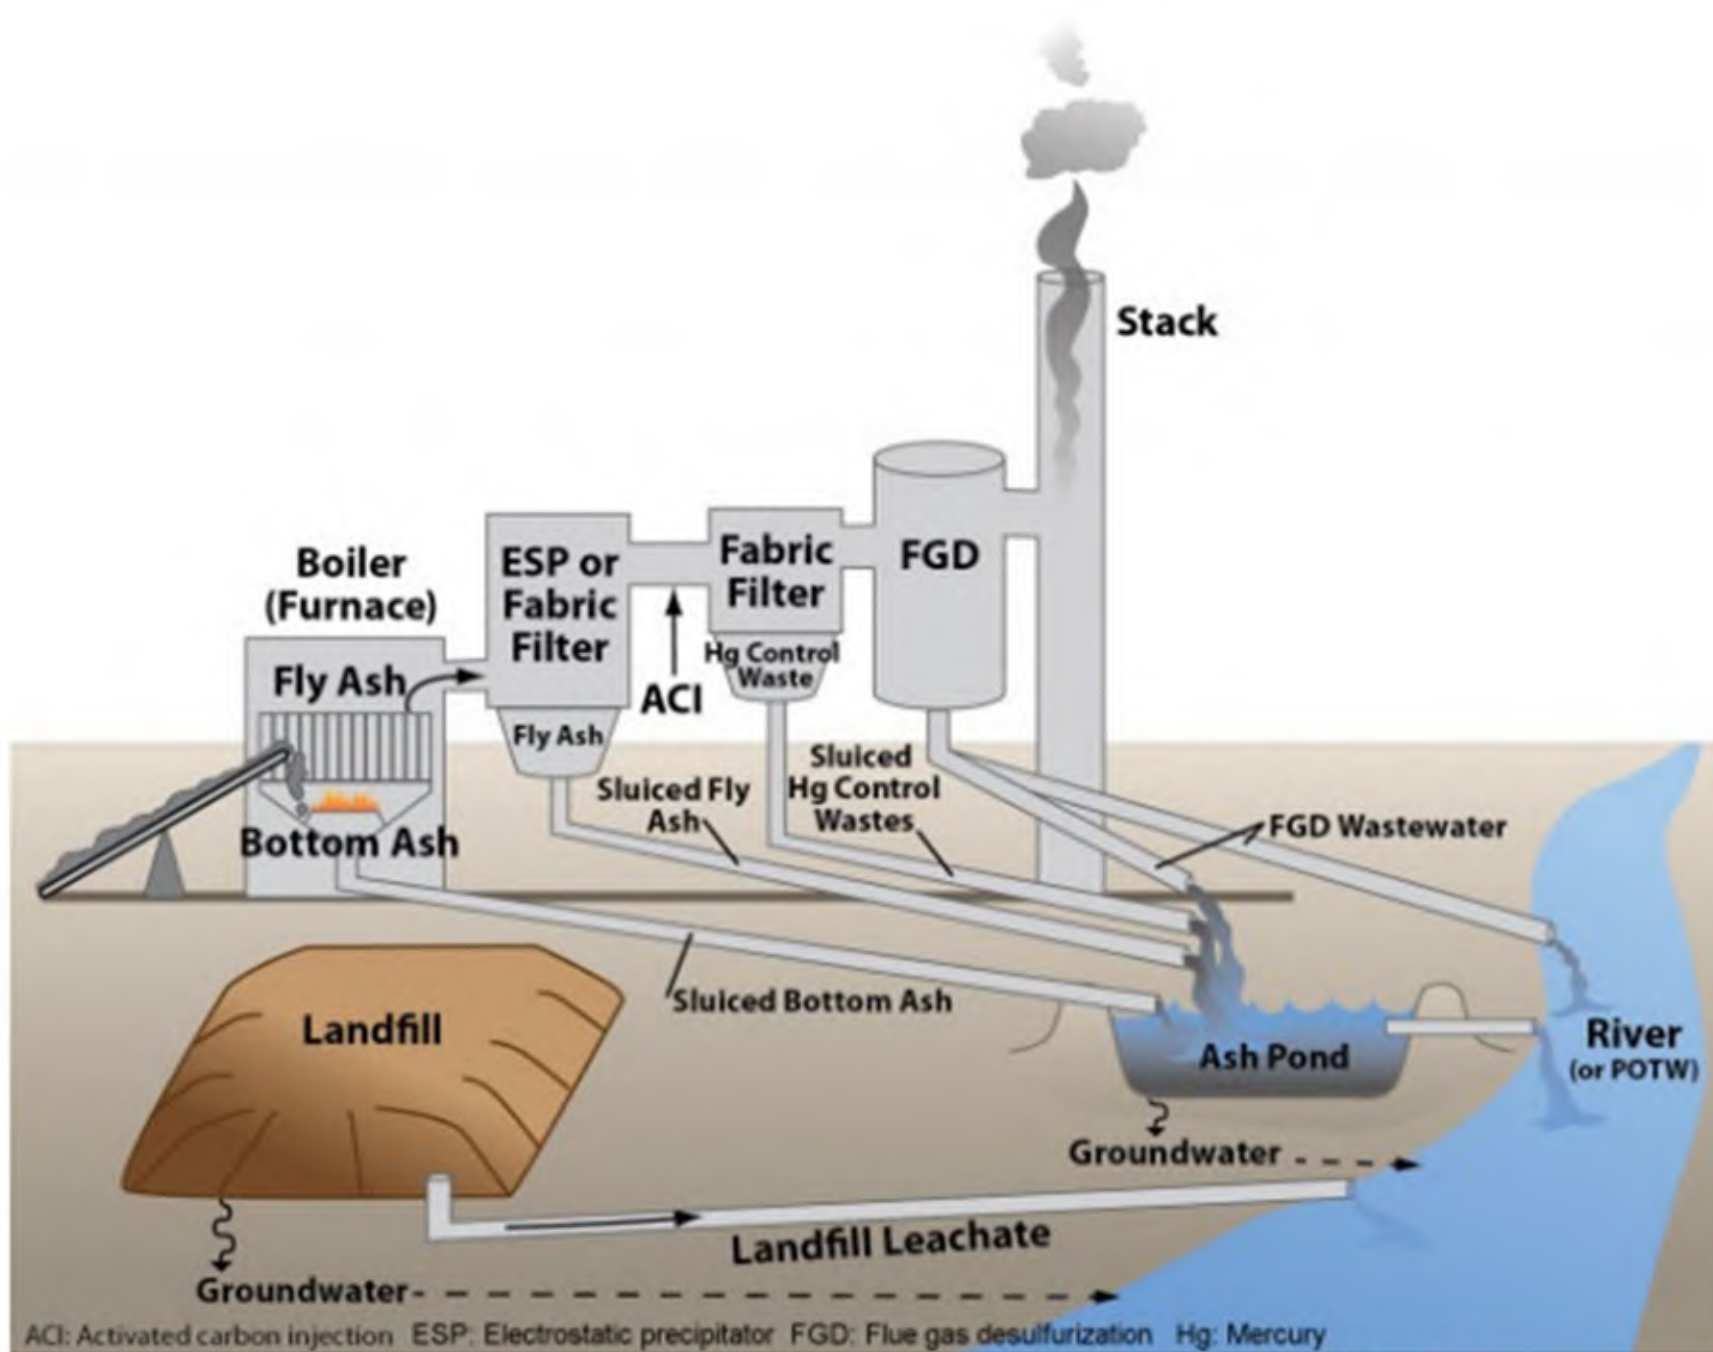 Stack
Boiler
(Furnace)
ESP or
Fabric
Filter
Fabric
Filter
FGD
Fly Ash
Hg Control
Waste
ACI
Fly Ash
Bottom Ash
Sluiced Fly
Ash
Sluiced
Hg Control
Wastes
FGD Wastewater
Sluiced Bottom Ash
Landfill
Ash Pond
River
(or POTW)
Groundwater
Landfill Leachate
Groundwater
ACI: Activated carbon injection ESP: Electrostatic precipitator FGD: Flue gas desulfurization Hg: Mercury